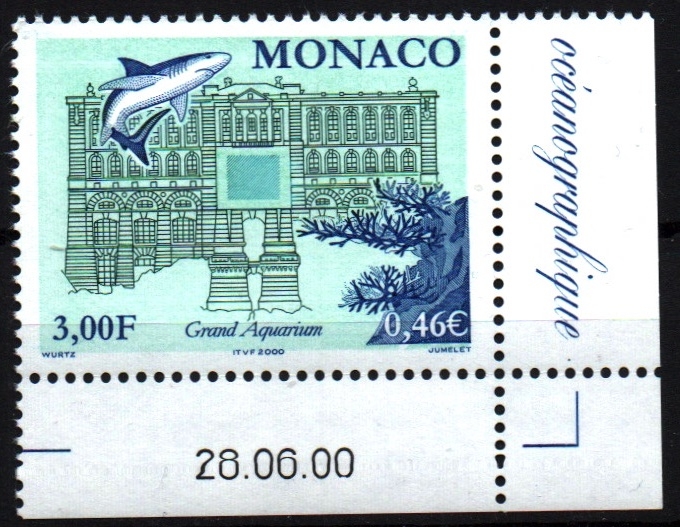 MONACO
océanographique
3,00F
Grand Aquarium
0,46€
WURTZ
ITVF 2000
JUMELET
28.06.00